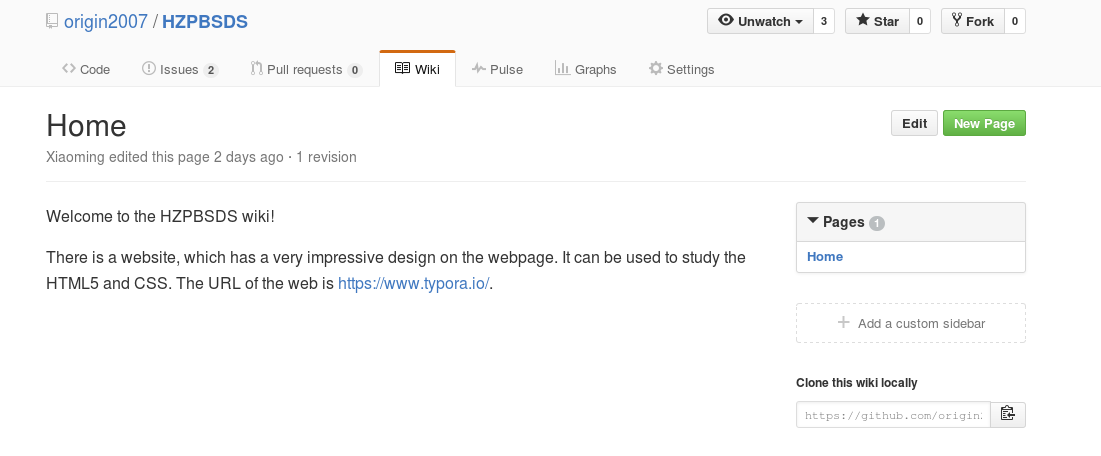 origin2007 / HZPBSDS
Unwatch 3 Star 0 Fork 0
Code Issues 2 Pull requests 0 Wiki Pulse Graphs Settings
Home
Edit New Page
Xiaoming edited this page 2 days ago · 1 revision
Welcome to the HZPBSDS wiki!
There is a website, which has a very impressive design on the webpage. It can be used to study the
HTML5 and CSS. The URL of the web is https://www.typora.io/.
Pages 1
Home
Add a custom sidebar
Clone this wiki locally
https://github.com/origin